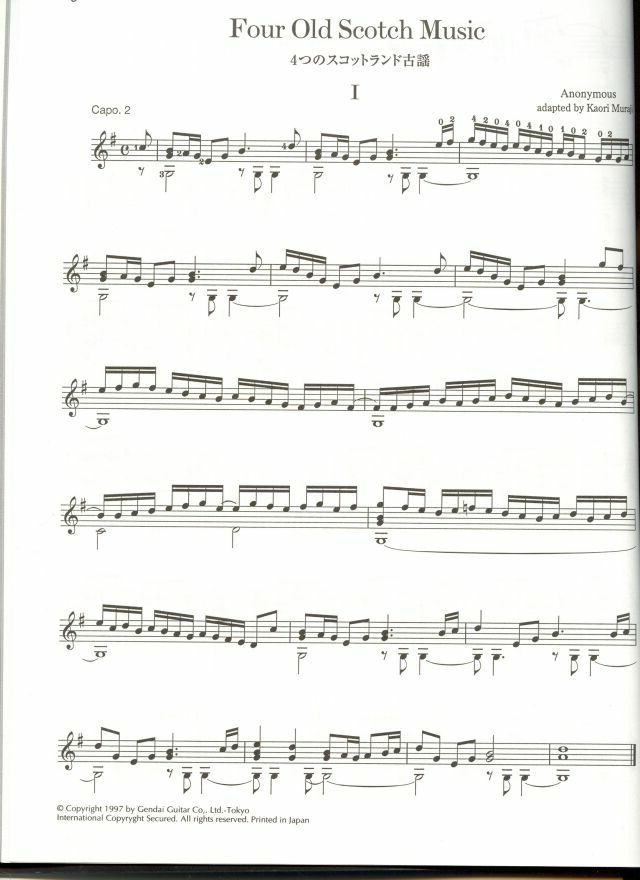 Four Old Scotch Music
4つのスコットランド古謡
I
Anonymous
adapted by Kaori
Capo. 2
© Copyright 1997 by Gendai Guitar Co,. Ltd.-Tokyo
International Copyryght Secured. All rights reserved. Printed in Japan